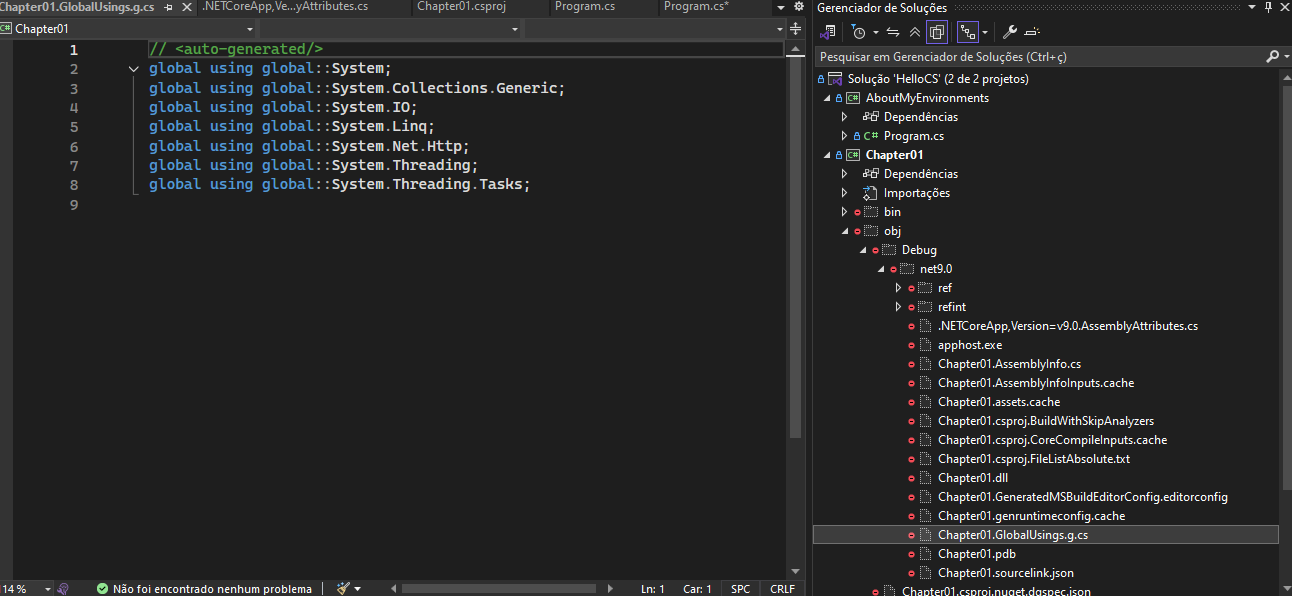 Chapter01.GlobalUsings.g.cs
.NETCoreApp,Ve...yAttributes.cs
Chapter01.csproj
Program.cs
Program.cs*
C# Chapter01
1 // <auto-generated/>
2 global using global::System;
3 global using global::System.Collections.Generic;
4 global using global::System.IO;
5 global using global::System.Linq;
6 global using global::System.Net.Http;
7 global using global::System.Threading;
8 global using global::System.Threading.Tasks;
9
114 %
Não foi encontrado nenhum problema
Ln: 1
Car: 1
SPC
CRLF
Gerenciador de Soluções
Pesquisar em Gerenciador de Soluções (Ctrl+ç)
Solução 'HelloCS' (2 de 2 projetos)
C# AboutMyEnvironments
Dependências
C# Program.cs
C# Chapter01
Dependências
Importações
bin
obj
Debug
net9.0
ref
refint
.NETCoreApp,Version=v9.0.AssemblyAttributes.cs
apphost.exe
Chapter01.AssemblyInfo.cs
Chapter01.AssemblyInfoInputs.cache
Chapter01.assets.cache
Chapter01.csproj.BuildWithSkipAnalyzers
Chapter01.csproj.CoreCompileInputs.cache
Chapter01.csproj.FileListAbsolute.txt
Chapter01.dll
Chapter01.GeneratedMSBuildEditorConfig.editorconfig
Chapter01.genruntimeconfig.cache
Chapter01.GlobalUsings.g.cs
Chapter01.pdb
Chapter01.sourcelink.json
Chapter01.csproj.nuget.dgspec.json